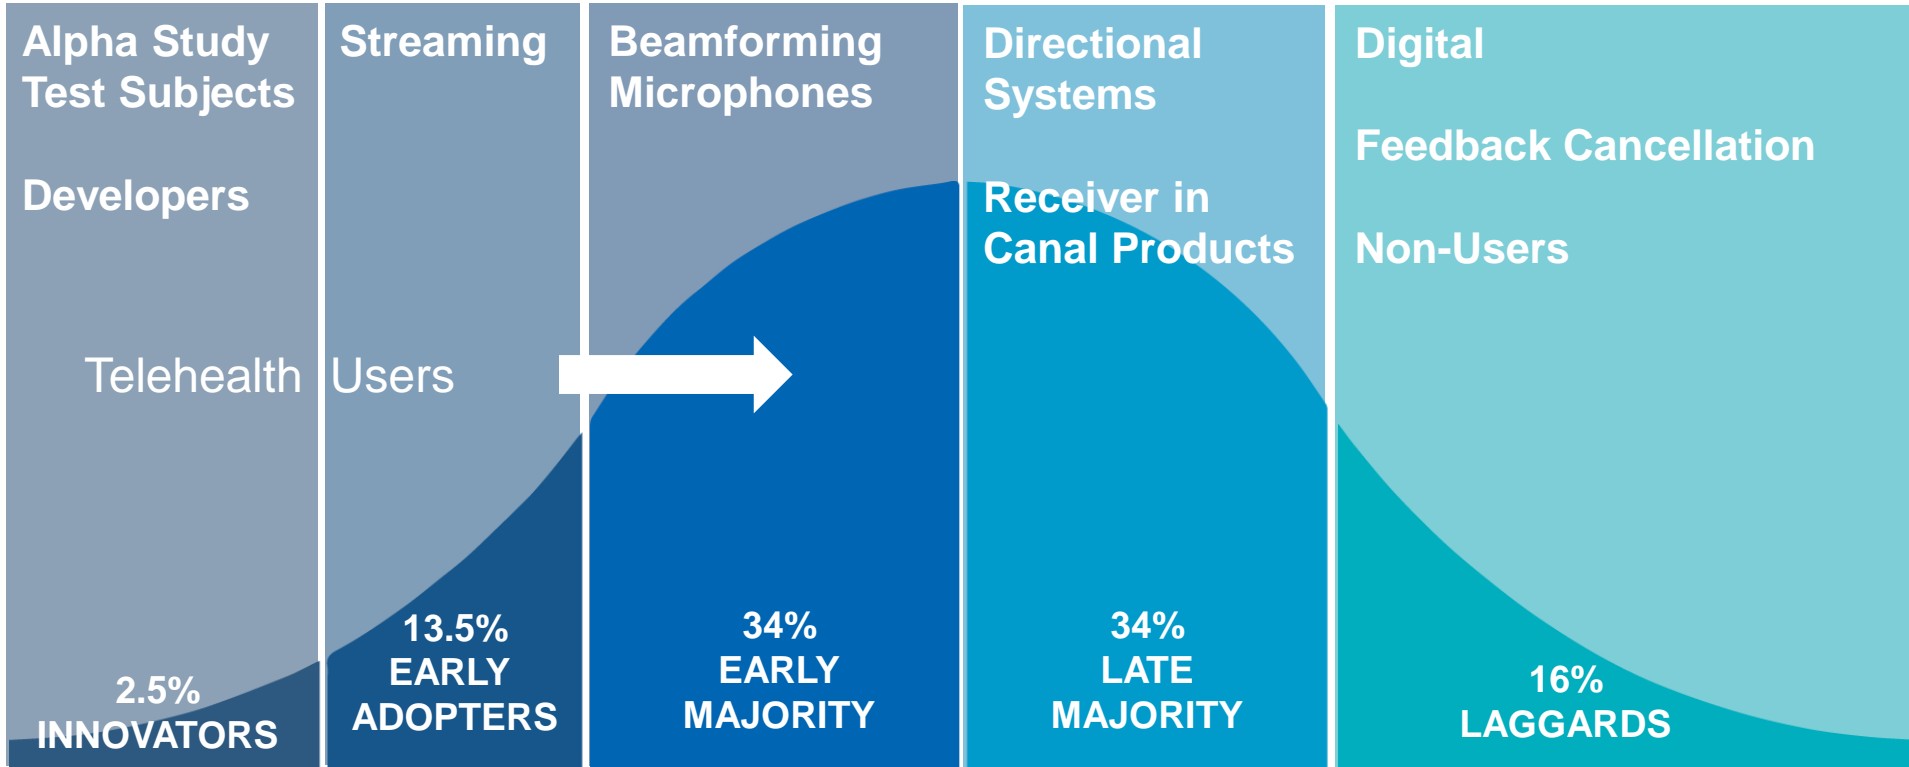 Alpha Study
Test Subjects
Developers
Streaming
Beamforming
Microphones
Directional
Systems
Receiver in
Canal Products
Digital
Feedback Cancellation
Non-Users
Telehealth Users
2.5%
INNOVATORS
13.5%
EARLY
ADOPTERS
34%
EARLY
MAJORITY
34%
LATE
MAJORITY
16%
LAGGARDS